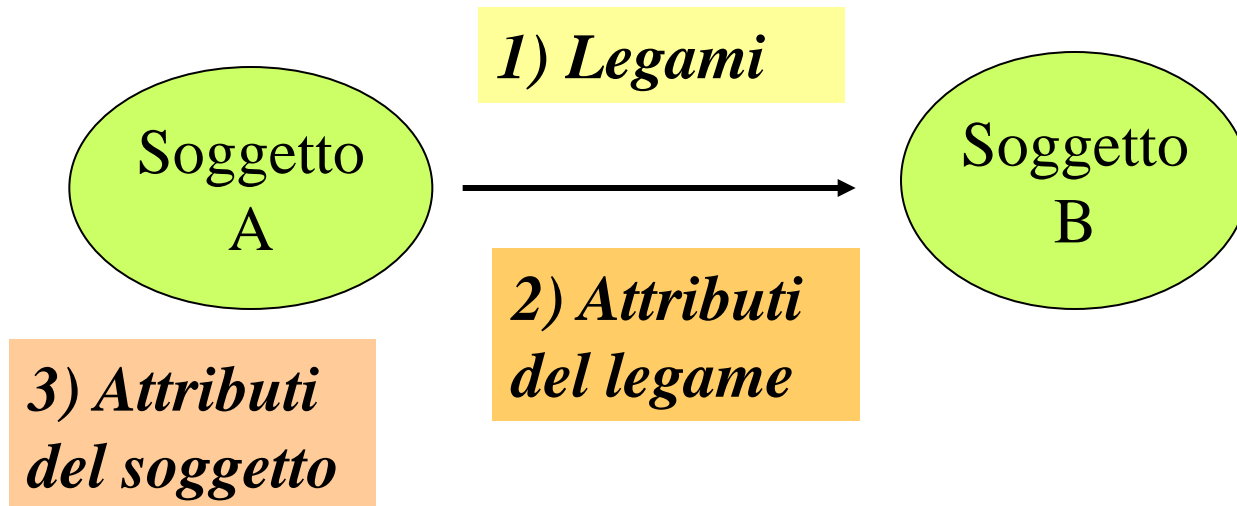 1) Legami
Soggetto
A
Soggetto
B
2) Attributi
del legame
3) Attributi
del soggetto